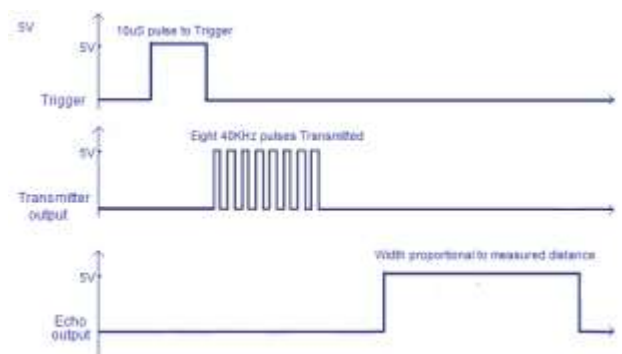 5V
10uS pulse to Trigger
5V
Trigger
Eight 40KHz pulses Transmitted
5V
Transmitter
output
Width proportional to measured distance
5V
Echo
output